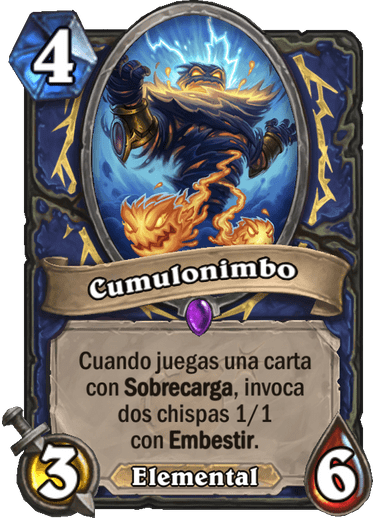 4
Cumulonimbo
Cuando juegas una carta
con Sobrecarga, invoca
dos chispas 1/1
con Embestir.
3
Elemental
6